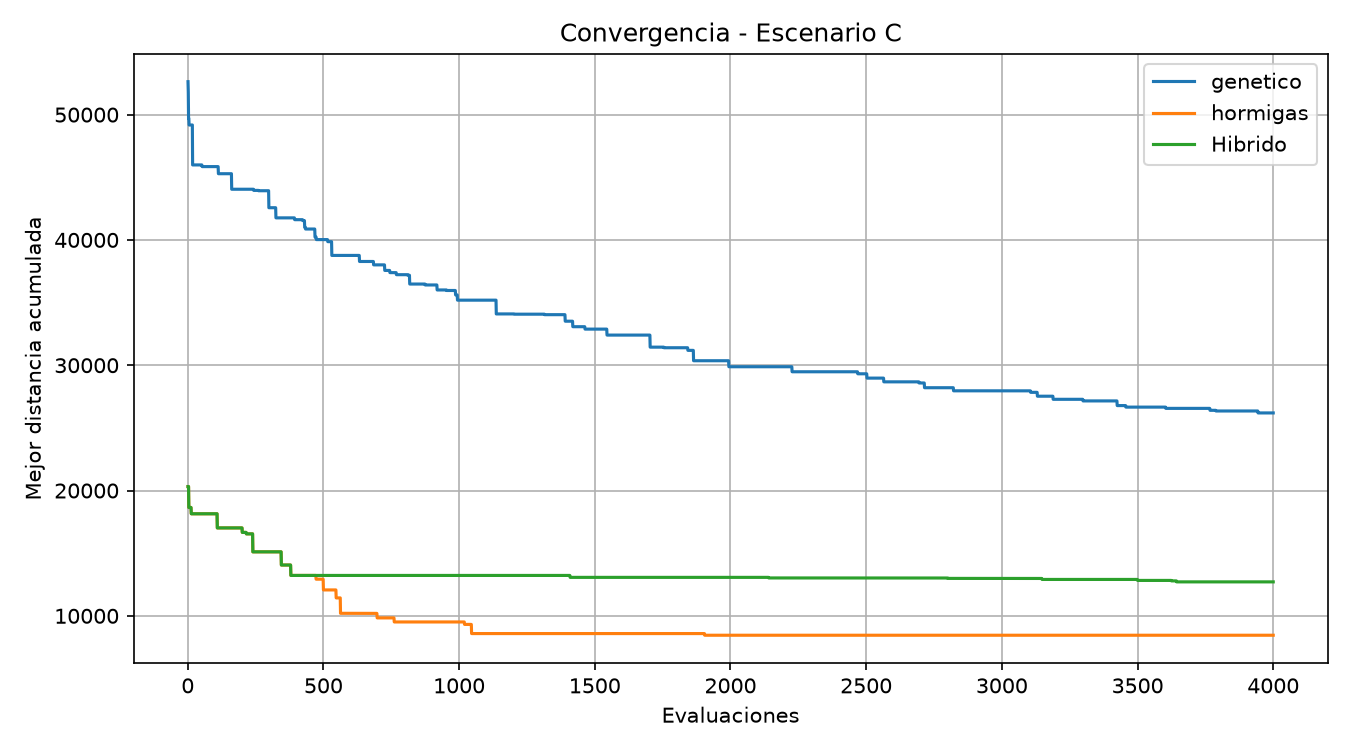 Convergencia - Escenario C
genetico
hormigas
Hibrido
Mejor distancia acumulada
50000
40000
30000
20000
10000
0 500 1000 1500 2000 2500 3000 3500 4000
Evaluaciones